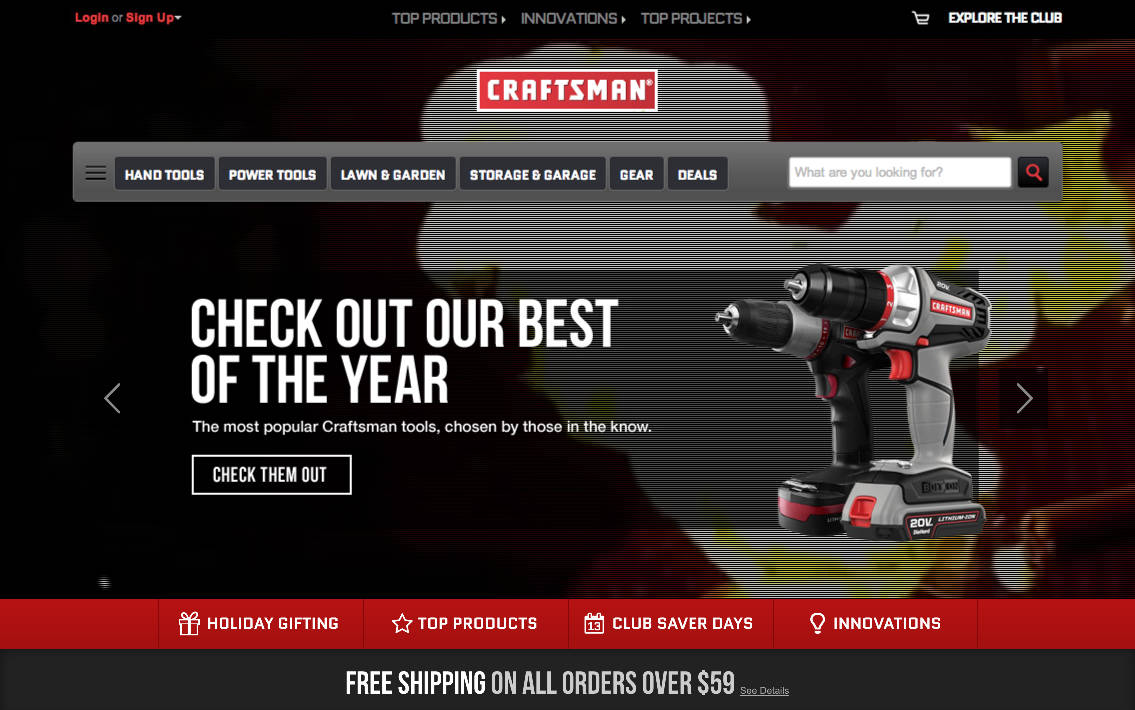 Login or Sign Up
TOP PRODUCTS
INNOVATIONS
TOP PROJECTS
EXPLORE THE CLUB
CRAFTSMAN®
HAND TOOLS
POWER TOOLS
LAWN & GARDEN
STORAGE & GARAGE
GEAR
DEALS
What are you looking for?
CHECK OUT OUR BEST
OF THE YEAR
The most popular Craftsman tools, chosen by those in the know.
CHECK THEM OUT
20V.
CRAFTSMAN
20V.
LITHIUM-ION
DieHard
HOLIDAY GIFTING
TOP PRODUCTS
13
CLUB SAVER DAYS
INNOVATIONS
FREE SHIPPING ON ALL ORDERS OVER $59 See Details